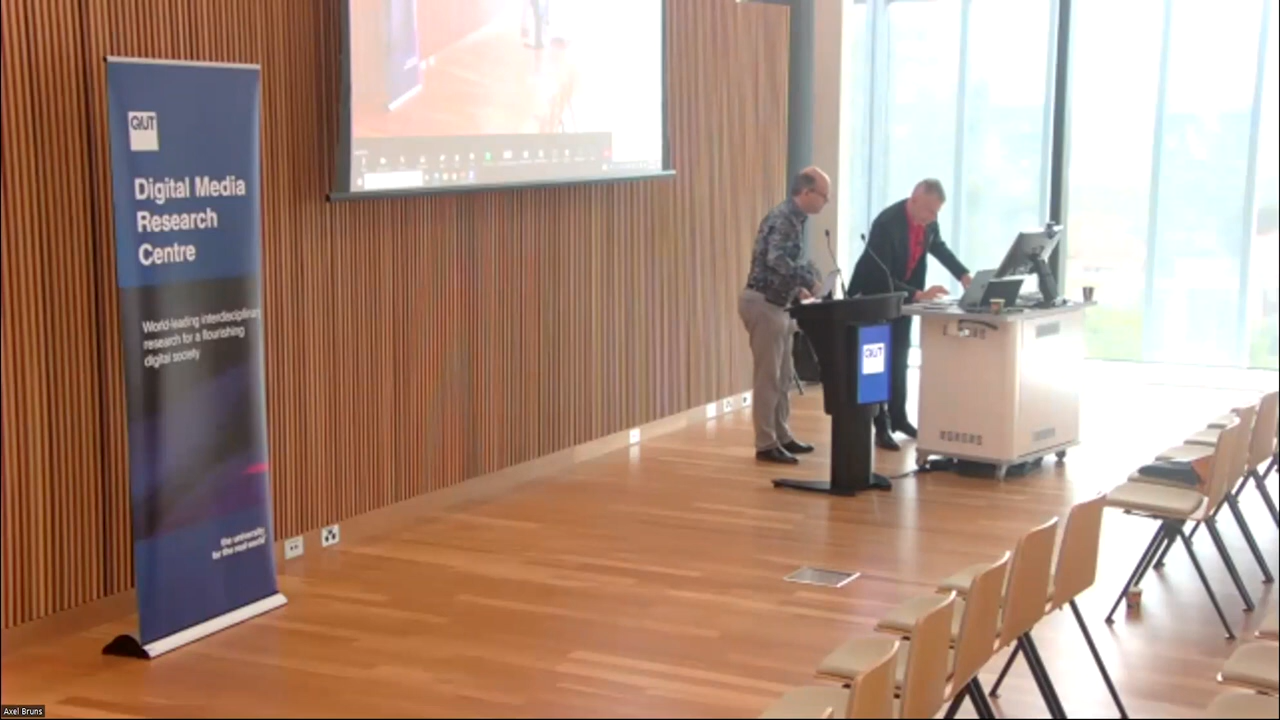 QUT
Digital Media
Research
Centre
World-leading interdisciplinary
research for a flourishing
digital society
the university
for the real world
QUT
Axel Bruns